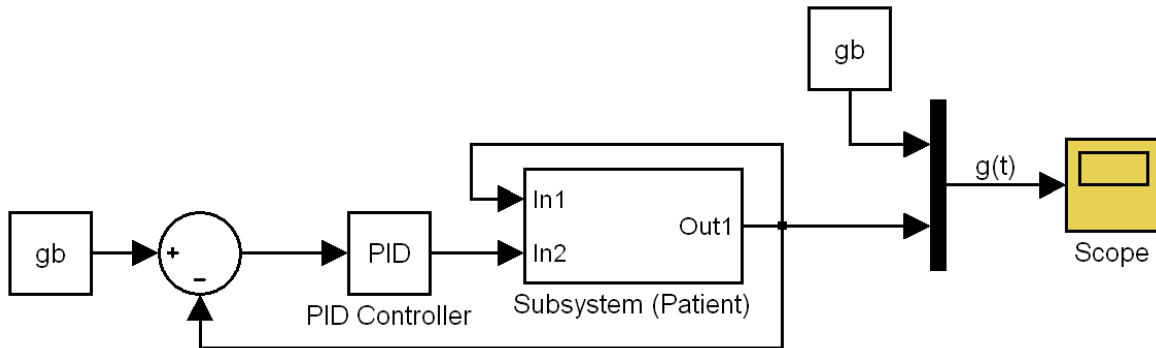 gb
g(t)
In1
Out1
gb
+
-
PID
In2
Scope
PID Controller
Subsystem (Patient)